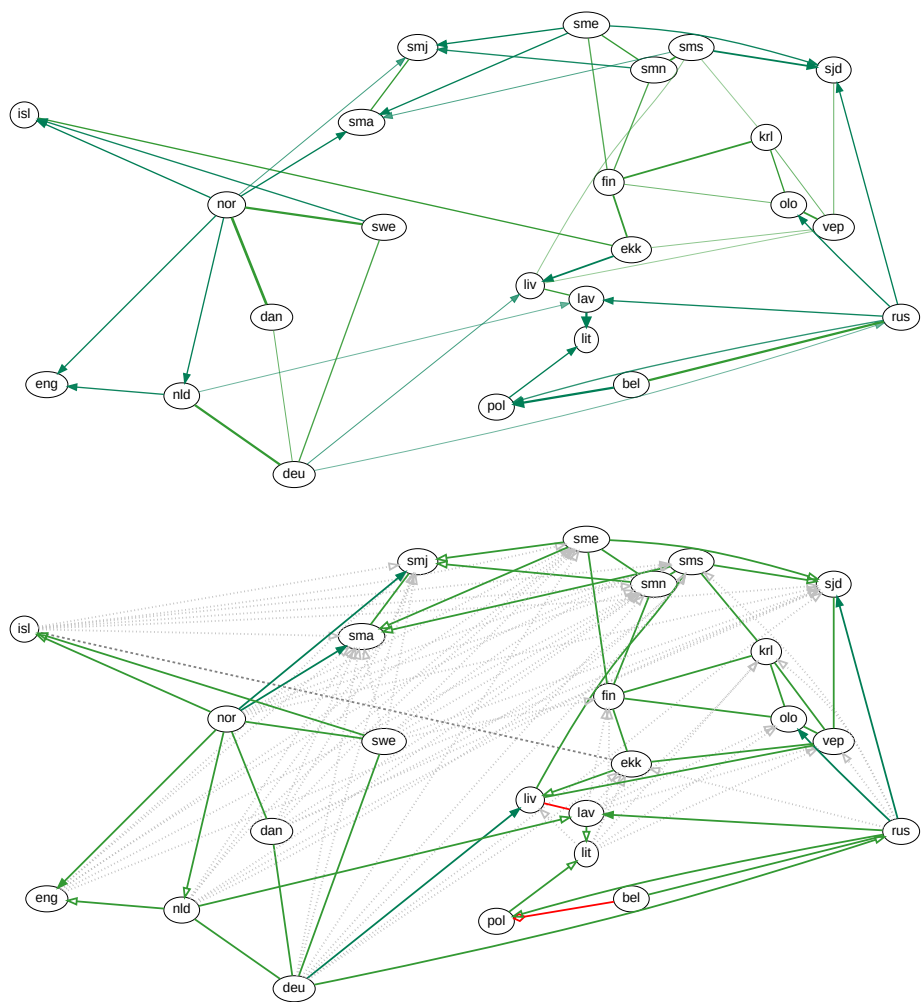 sme
smj
sms
smn
sjd
isl
sma
krl
fin
nor
olo
swe
vep
ekk
liv
lav
dan
rus
lit
eng
bel
nld
pol
deu
sme
smj
sms
smn
sjd
isl
sma
krl
fin
nor
olo
swe
vep
ekk
liv
lav
dan
rus
lit
eng
bel
nld
pol
deu